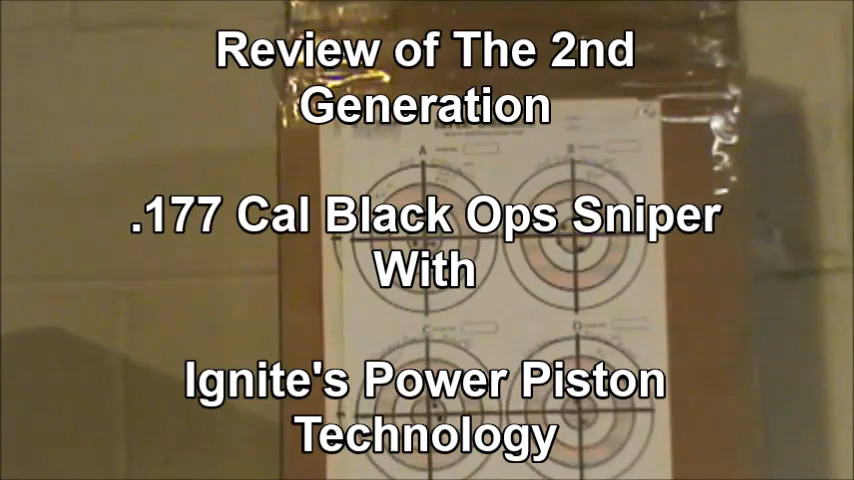 Review of The 2nd
Generation
A
B
.177 Cal Black Ops Sniper
With
C
D
Ignite's Power Piston
Technology